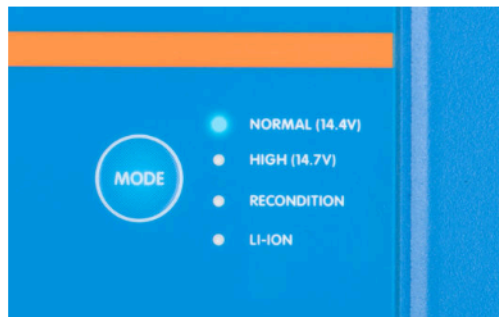 NORMAL (14.4V)
HIGH (14.7V)
MODE
RECONDITION
LI-ION